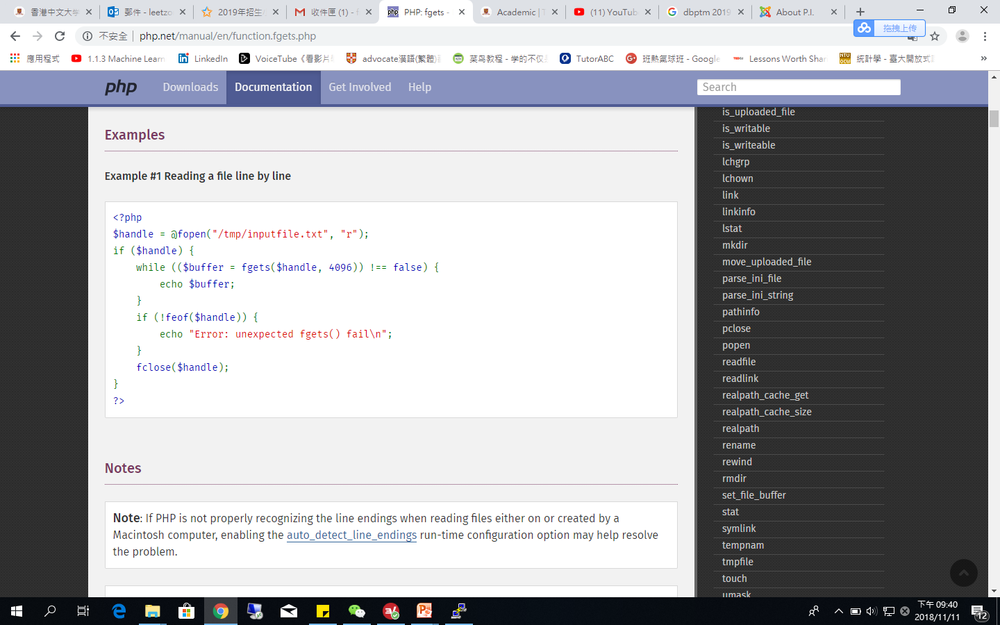 香港中文大學
郵件 - leetzo
2019年招生
收件匣 (1) - f
PHP: fgets -
Academic | T
(11) YouTub
dbptm 2019
About P.I.
拖拽上传
不安全 | php.net/manual/en/function.fgets.php
應用程式
1.1.3 Machine Learn
LinkedIn
VoiceTube《看影片
advocate漢語(繁體)
菜鸟教程 - 学的不仅
TutorABC
班熱氣球班 - Google
Lessons Worth Shar
統計學 - 臺大開放式
»
php
Downloads
Documentation
Get Involved
Help
Search
Examples
Example #1 Reading a file line by line
<?php
$handle = @fopen("/tmp/inputfile.txt", "r");
if ($handle) {
    while (($buffer = fgets($handle, 4096)) !== false) {
        echo $buffer;
    }
    if (!feof($handle)) {
        echo "Error: unexpected fgets() fail\n";
    }
    fclose($handle);
}
?>
Notes
Note: If PHP is not properly recognizing the line endings when reading files either on or created by a
Macintosh computer, enabling the auto_detect_line_endings run-time configuration option may help resolve
the problem.
is_uploaded_file
is_writable
is_writeable
lchgrp
lchown
link
linkinfo
lstat
mkdir
move_uploaded_file
parse_ini_file
parse_ini_string
pathinfo
pclose
popen
readfile
readlink
realpath_cache_get
realpath_cache_size
realpath
rename
rewind
rmdir
set_file_buffer
stat
symlink
tempnam
tmpfile
touch
umask
下午 09:40
2018/11/11
12